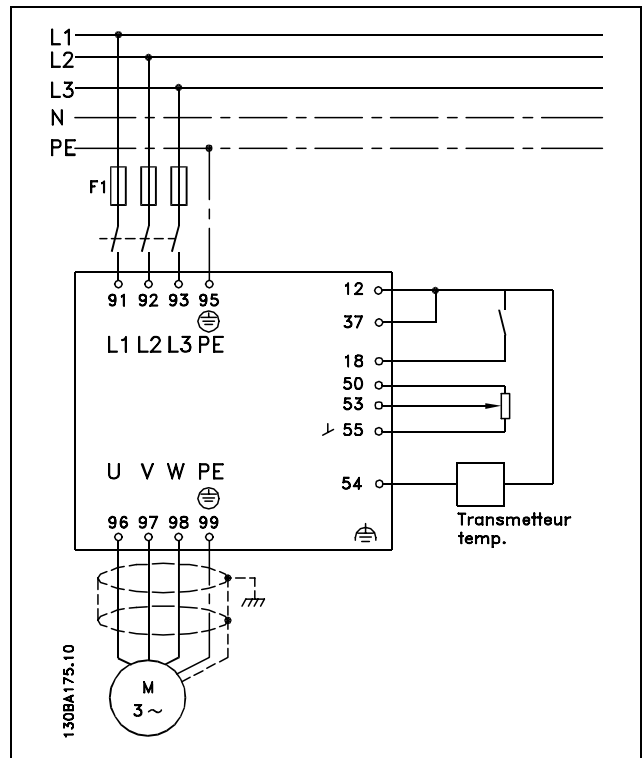 L1
L2
L3
N
PE
F1
91 92 93 95
L1 L2 L3 PE
12
37
18
50
53
55
54
U V W PE
96 97 98 99
Transmetteur
temp.
M
3 ~
130BA175.10